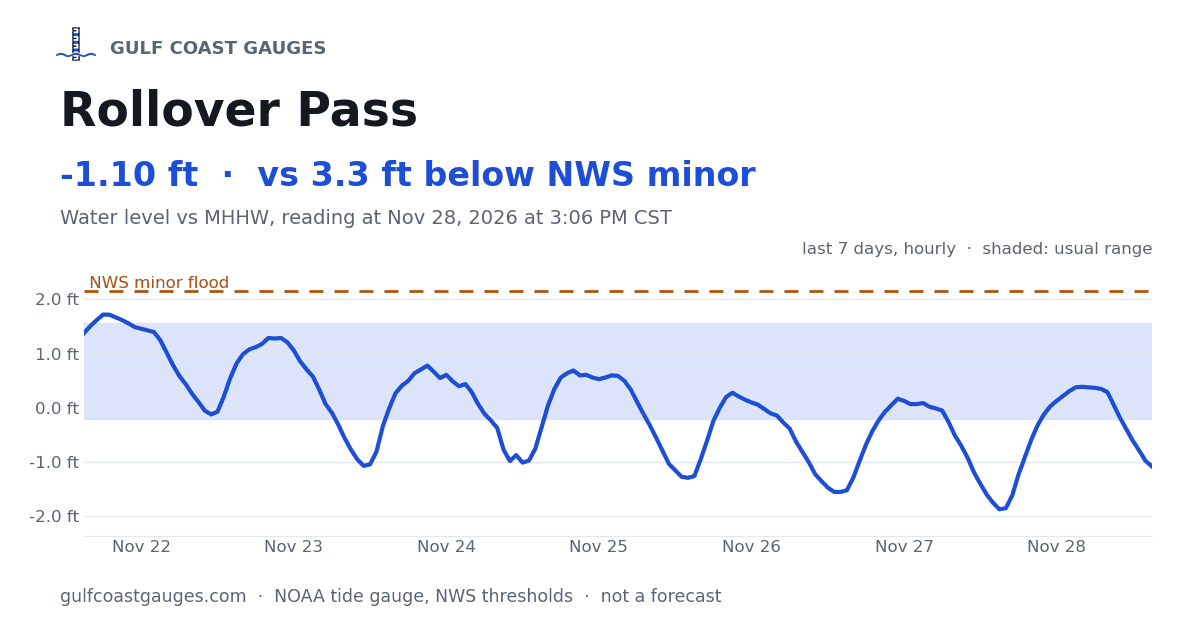 GULF COAST GAUGES
Rollover Pass
-1.10 ft · vs 3.3 ft below NWS minor
Water level vs MHHW, reading at Nov 28, 2026 at 3:06 PM CST
last 7 days, hourly · shaded: usual range
NWS minor flood
2.0 ft
1.0 ft
0.0 ft
-1.0 ft
-2.0 ft
Nov 22 Nov 23 Nov 24 Nov 25 Nov 26 Nov 27 Nov 28
gulfcoastgauges.com · NOAA tide gauge, NWS thresholds · not a forecast